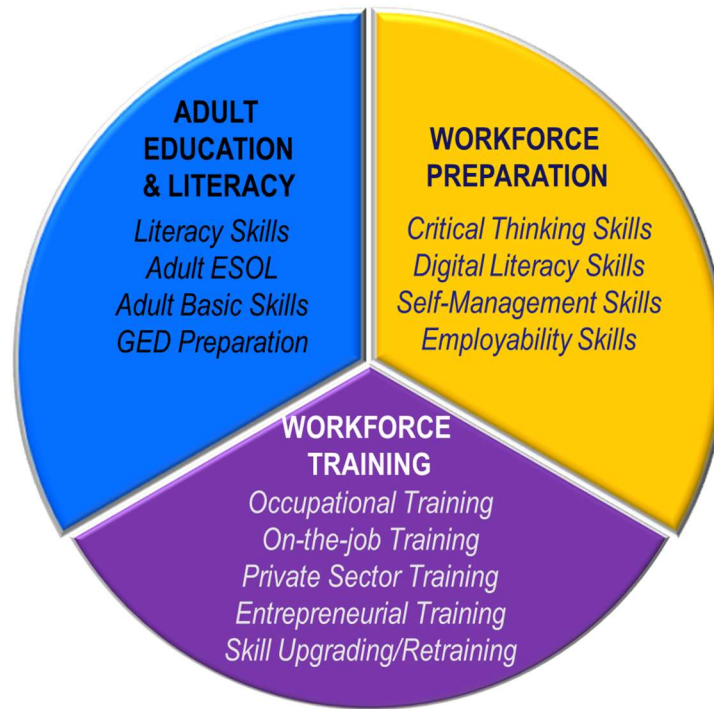 ADULT
EDUCATION
& LITERACY
Literacy Skills
Adult ESOL
Adult Basic Skills
GED Preparation
WORKFORCE
PREPARATION
Critical Thinking Skills
Digital Literacy Skills
Self-Management Skills
Employability Skills
WORKFORCE
TRAINING
Occupational Training
On-the-job Training
Private Sector Training
Entrepreneurial Training
Skill Upgrading/Retraining